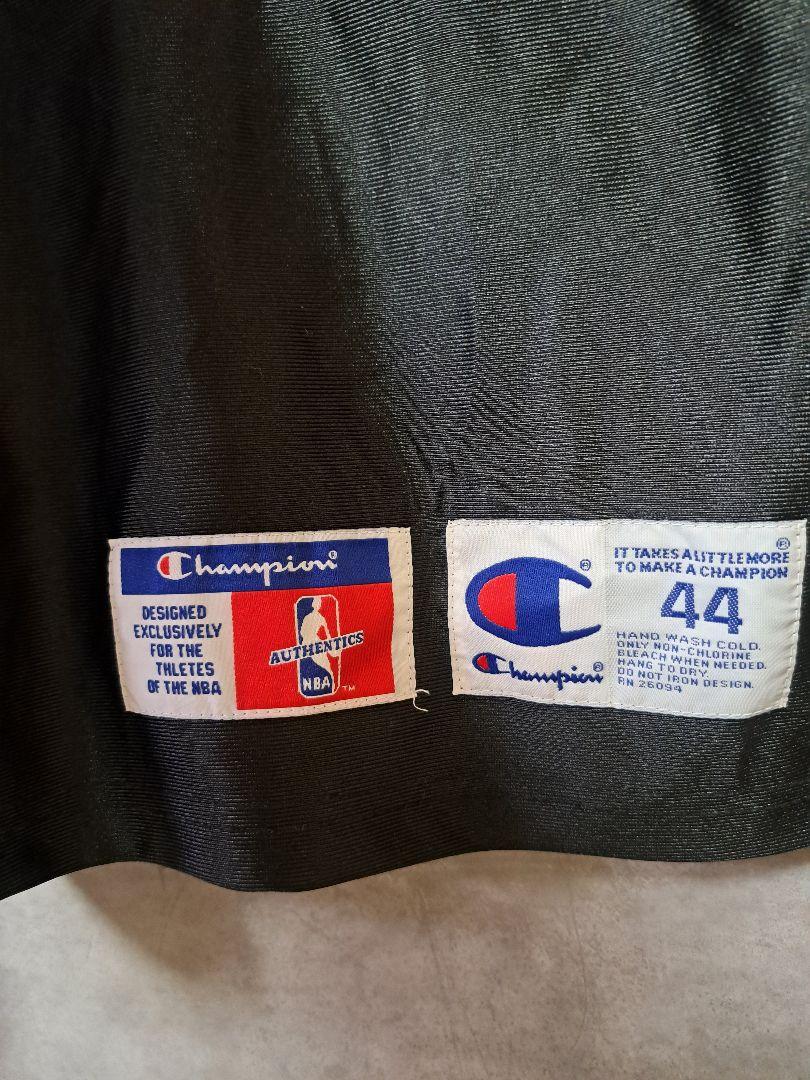 Champion®
DESIGNED
EXCLUSIVELY
FOR THE
THLETES
OF THE NBA
AUTHENTICS
NBA
TM
®
Champion®
®
IT TAKES A LITTLE MORE
TO MAKE A CHAMPION
44
HAND WASH COLD.
ONLY NON-CHLORINE
BLEACH WHEN NEEDED.
HANG TO DRY.
DO NOT IRON DESIGN.
RN 26094